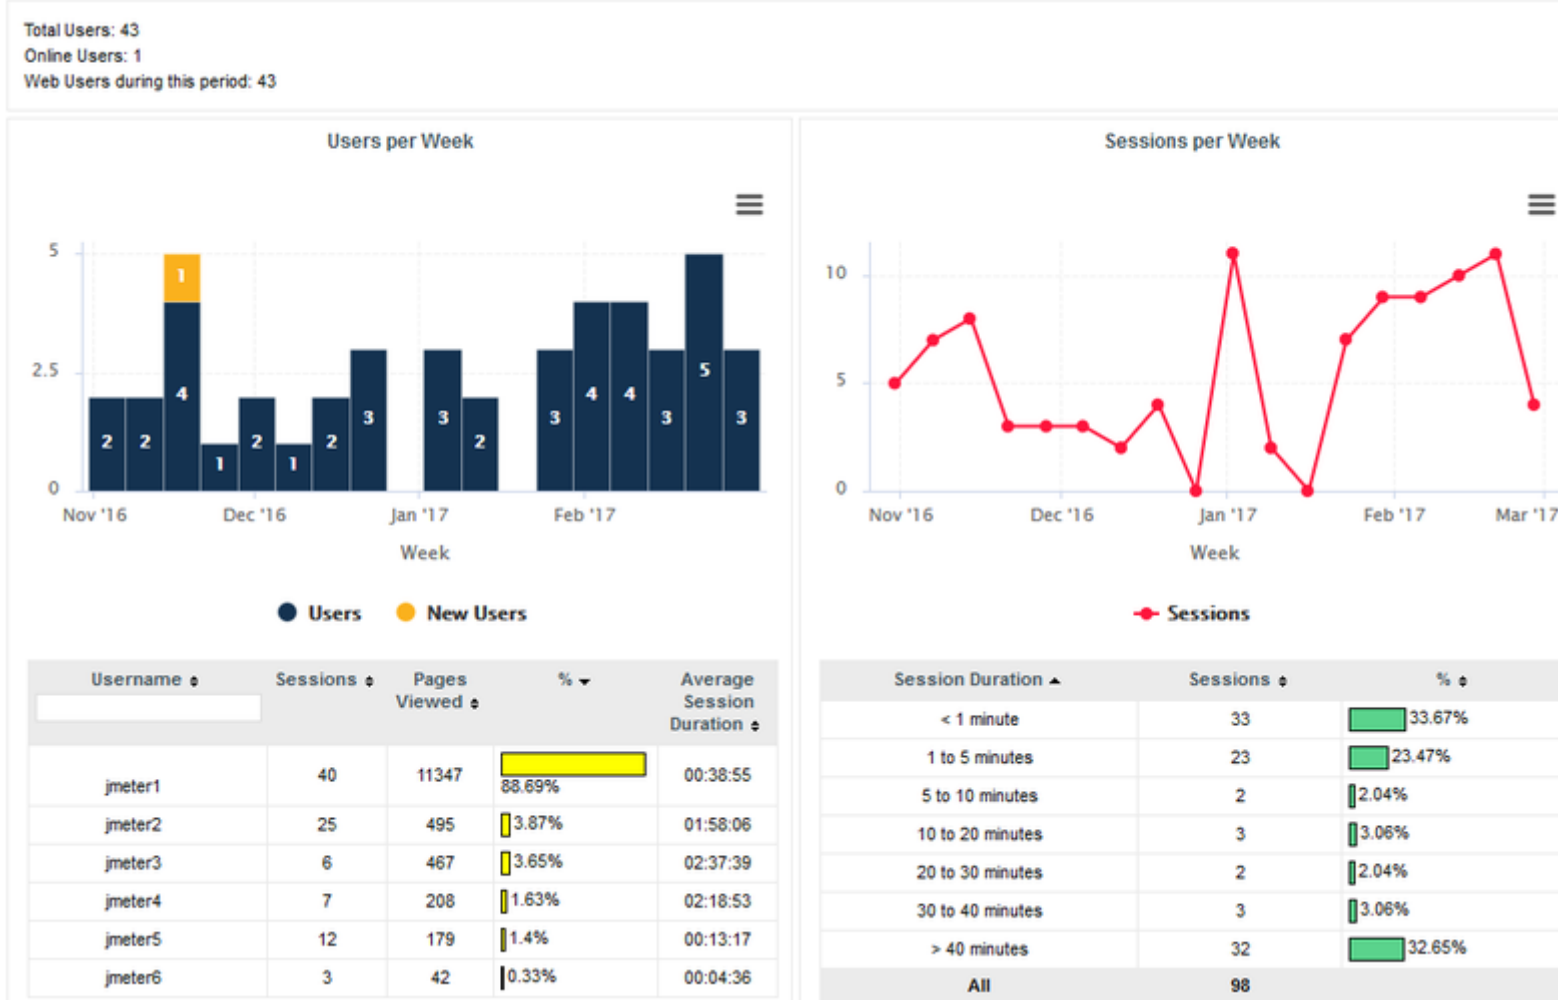 Total Users: 43
Online Users: 1
Web Users during this period: 43
Users per Week
5
2.5
0
1
2
2
4
1
2
1
2
3
3
2
3
4
4
3
5
3
Nov '16
Dec '16
Jan '17
Feb '17
Week
Users
New Users
Username
Sessions
Pages Viewed
%
Average Session Duration
jmeter1 40 11347 88.69% 00:38:55
jmeter2 25 495 3.87% 01:58:06
jmeter3 6 467 3.65% 02:37:39
jmeter4 7 208 1.63% 02:18:53
jmeter5 12 179 1.4% 00:13:17
jmeter6 3 42 0.33% 00:04:36
Sessions per Week
10
5
0
Nov '16
Dec '16
Jan '17
Feb '17
Mar '17
Week
Sessions
Session Duration Sessions %
< 1 minute 33 33.67%
1 to 5 minutes 23 23.47%
5 to 10 minutes 2 2.04%
10 to 20 minutes 3 3.06%
20 to 30 minutes 2 2.04%
30 to 40 minutes 3 3.06%
> 40 minutes 32 32.65%
All 98